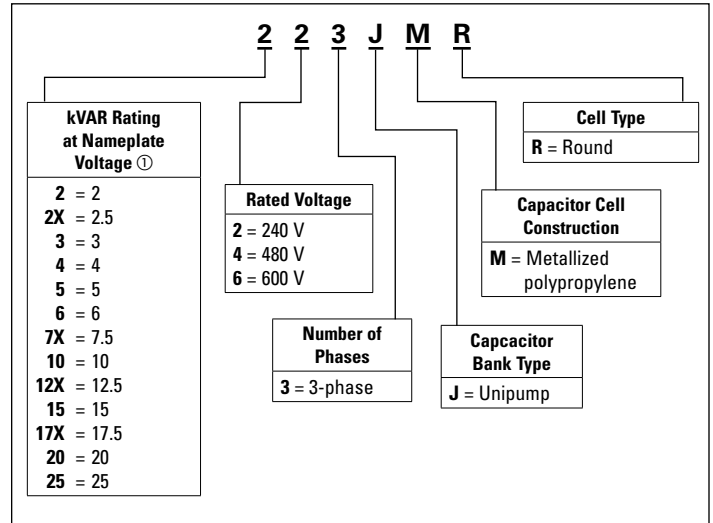 2 2 3 J M R
kVAR Rating
at Nameplate
Voltage ①
2 = 2
2X = 2.5
3 = 3
4 = 4
5 = 5
6 = 6
7X = 7.5
10 = 10
12X = 12.5
15 = 15
17X = 17.5
20 = 20
25 = 25
Rated Voltage
2 = 240 V
4 = 480 V
6 = 600 V
Number of
Phases
3 = 3-phase
Capcacitor
Bank Type
J = Unipump
Capacitor Cell
Construction
M = Metallized
polypropylene
Cell Type
R = Round